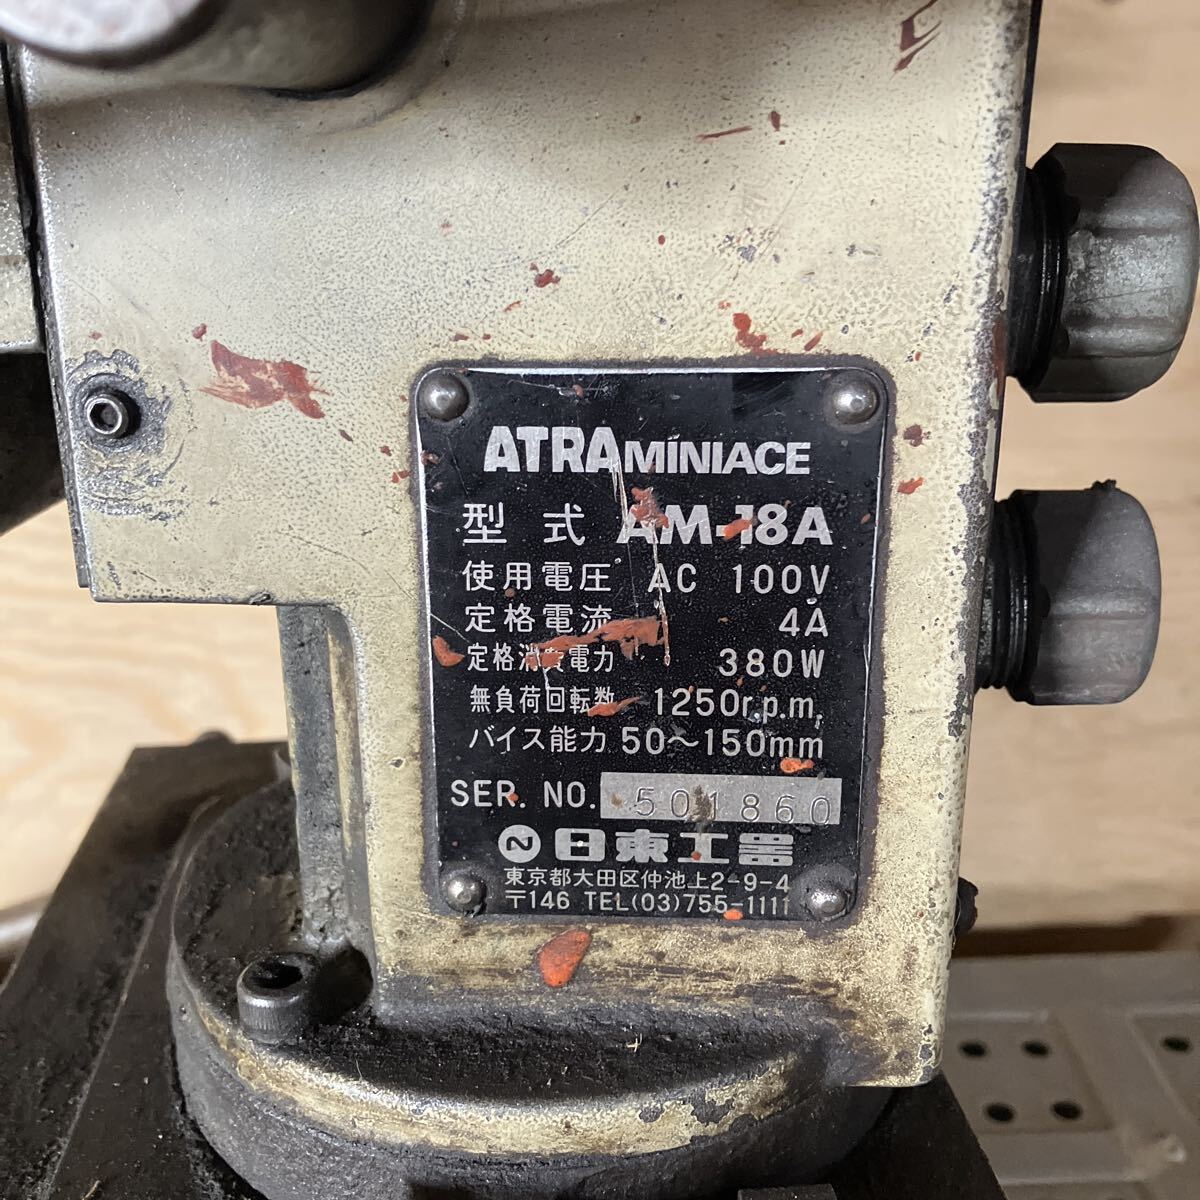 ATRA MINIACE
型式 AM-18A
使用電圧 AC 100V
定格電流 4A
定格消費電力 380W
無負荷回転数 1250r.p.m.
バイス能力 50～150mm
SER. NO. 501860
N 日東工器
東京都大田区仲池上2-9-4
〒146 TEL(03)755-1111